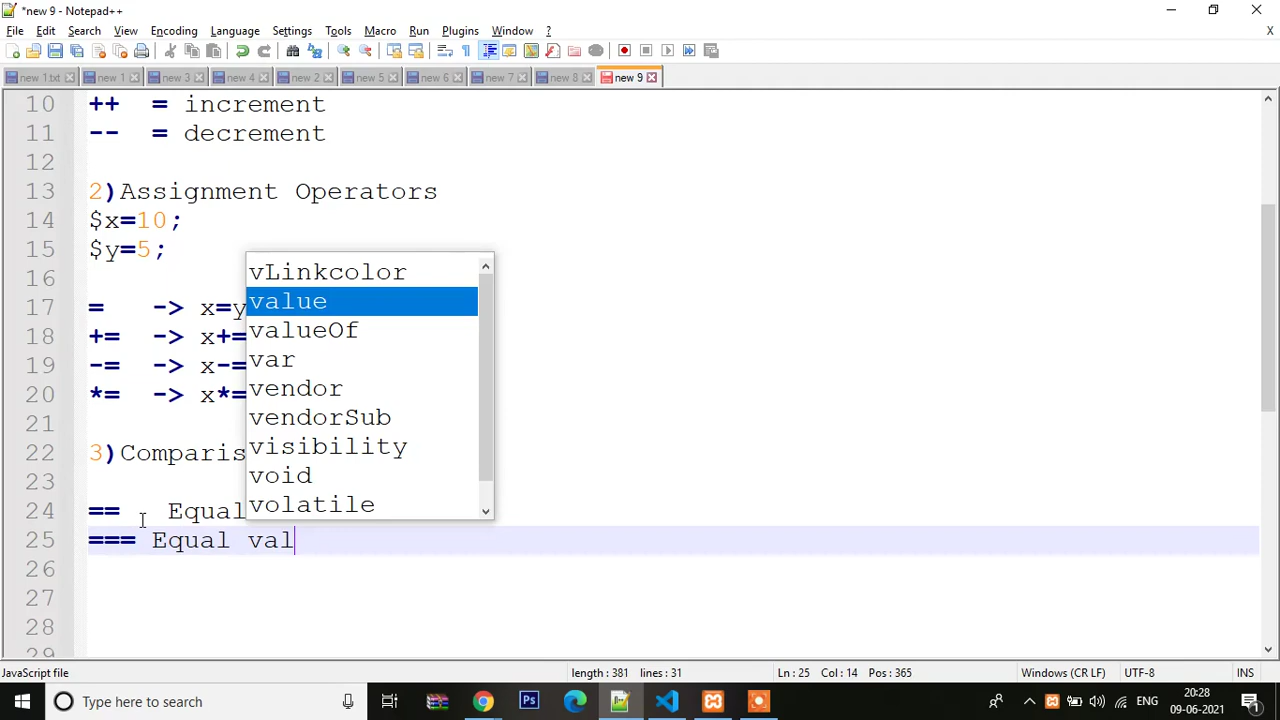 *new 9 - Notepad++
File Edit Search View Encoding Language Settings Tools Macro Run Plugins Window ? X
new 1.txt new 1 new 3 new 4 new 2 new 5 new 6 new 7 new 8 new 9
10 ++ = increment
11 -- = decrement
12
13 2)Assignment Operators
14 $x=10;
15 $y=5;
16
17 = -> x=y
18 += -> x+=
19 -= -> x-=
20 *= -> x*=
21
22 3)Comparis
23
24 == Equal
25 === Equal val
26
27
28
29
vLinkcolor
value
valueOf
var
vendor
vendorSub
visibility
void
volatile
JavaScript file length : 381 lines : 31 Ln : 25 Col : 14 Pos : 365 Windows (CR LF) UTF-8 INS
Type here to search Ps ENG 20:28
09-06-2021 1